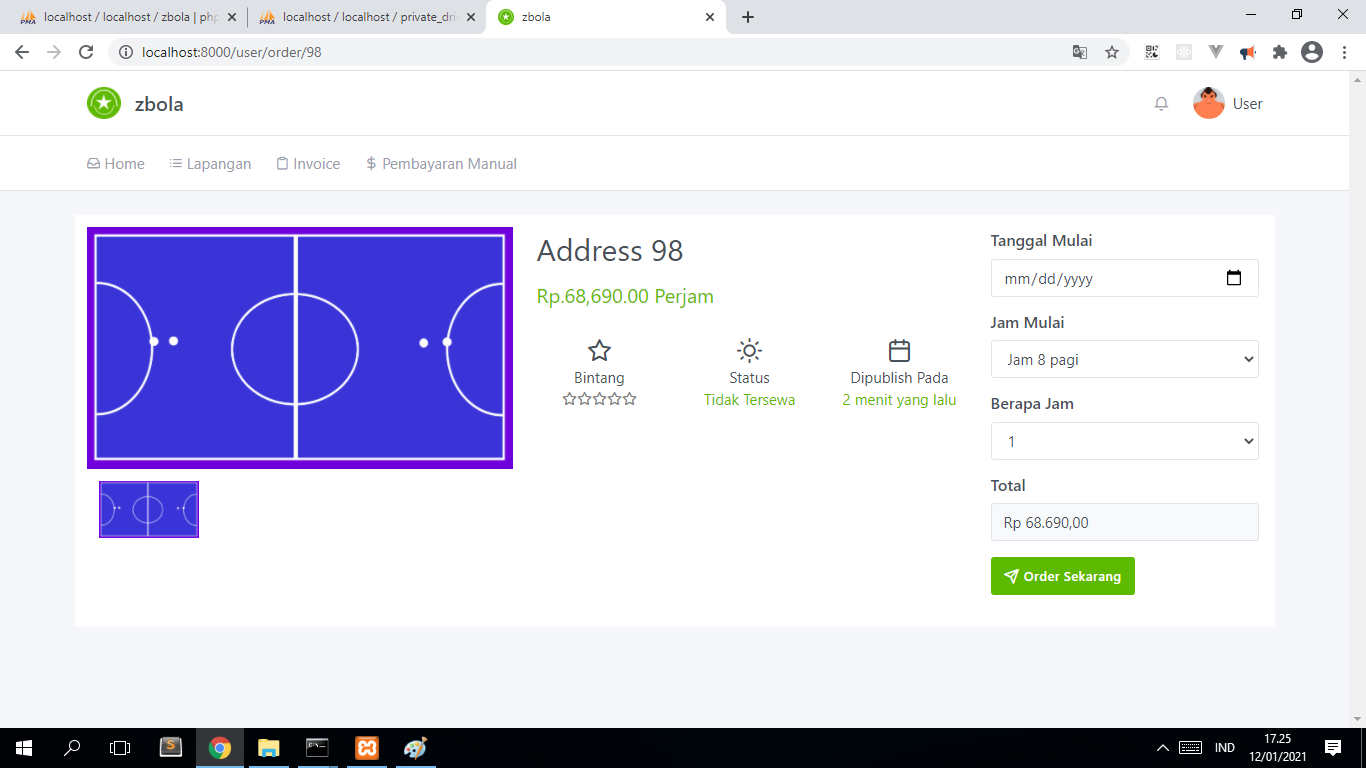 localhost / localhost / zbola | php
localhost / localhost / private_dri
zbola
localhost:8000/user/order/98
zbola
User
Home
Lapangan
Invoice
Pembayaran Manual
Address 98
Rp.68,690.00 Perjam
Bintang
Status
Tidak Tersewa
Dipublish Pada
2 menit yang lalu
Tanggal Mulai
mm/dd/yyyy
Jam Mulai
Jam 8 pagi
Berapa Jam
1
Total
Rp 68.690,00
Order Sekarang
IND
17.25
12/01/2021